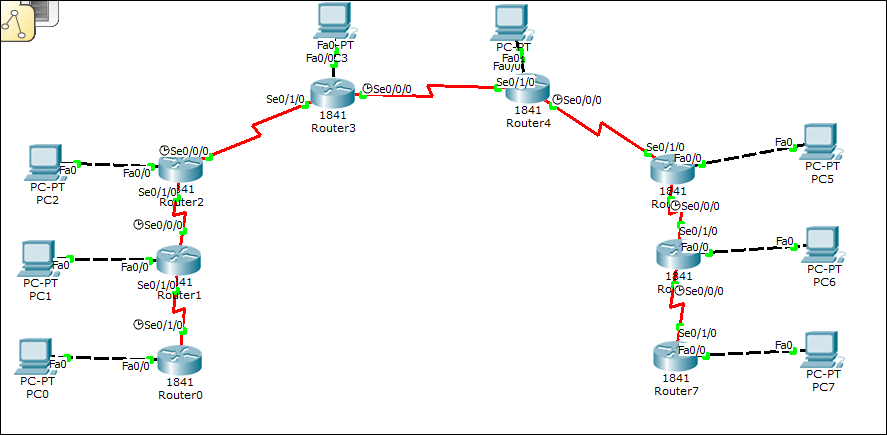 Fa0-PT
Fa0/0C3
PC-PT
Fa0
Fa0/0
Se0/1/0
Se0/0/0
1841
Router3
Se0/1/0
Se0/0/0
1841
Router4
Se0/0/0
Fa0/0
Fa0
PC-PT
PC2
Se0/1/0
41
Router2
Se0/1/0
Fa0/0
Fa0
PC-PT
PC5
1841
Se0/0/0
Se0/0/0
Fa0
Fa0/0
PC-PT
PC1
Se0/1/0
41
Router1
Se0/1/0
Fa0/0
Fa0
PC-PT
PC6
41
Se0/0/0
Se0/1/0
Fa0
Fa0/0
PC-PT
PC0
1841
Router0
Se0/1/0
Fa0/0
Fa0
1841
Router7
PC-PT
PC7